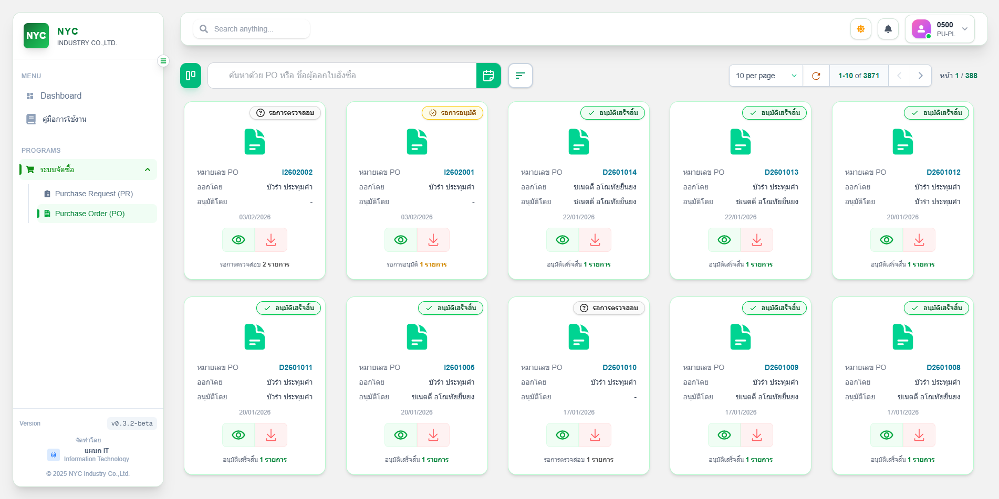 NYC
NYC
INDUSTRY CO.,LTD.
MENU
Dashboard
คู่มือการใช้งาน
PROGRAMS
ระบบจัดซื้อ
Purchase Request (PR)
Purchase Order (PO)
Version
v0.3.2-beta
จัดทำโดย
แผนก IT
Information Technology
© 2025 NYC Industry Co.,Ltd.
Search anything...
0500
PU-PL
ค้นหาด้วย PO หรือ ชื่อผู้ออกใบสั่งซื้อ
10 per page
1-10 of 3871
หน้า 1 / 388
รอการตรวจสอบ
หมายเลข PO I2602002
ออกโดย บัวรำ ประทุมคำ
อนุมัติโดย -
03/02/2026
รอการตรวจสอบ 2 รายการ
รอการอนุมัติ
หมายเลข PO I2602001
ออกโดย บัวรำ ประทุมคำ
อนุมัติโดย -
03/02/2026
รอการอนุมัติ 1 รายการ
อนุมัติเสร็จสิ้น
หมายเลข PO D2601014
ออกโดย ชเนตตี อโณทัยยืนยง
อนุมัติโดย ชเนตตี อโณทัยยืนยง
22/01/2026
อนุมัติเสร็จสิ้น 1 รายการ
อนุมัติเสร็จสิ้น
หมายเลข PO D2601013
ออกโดย บัวรำ ประทุมคำ
อนุมัติโดย ชเนตตี อโณทัยยืนยง
22/01/2026
อนุมัติเสร็จสิ้น 1 รายการ
อนุมัติเสร็จสิ้น
หมายเลข PO D2601012
ออกโดย บัวรำ ประทุมคำ
อนุมัติโดย บัวรำ ประทุมคำ
20/01/2026
อนุมัติเสร็จสิ้น 1 รายการ
อนุมัติเสร็จสิ้น
หมายเลข PO D2601011
ออกโดย บัวรำ ประทุมคำ
อนุมัติโดย บัวรำ ประทุมคำ
20/01/2026
อนุมัติเสร็จสิ้น 1 รายการ
อนุมัติเสร็จสิ้น
หมายเลข PO I2601005
ออกโดย บัวรำ ประทุมคำ
อนุมัติโดย ชเนตตี อโณทัยยืนยง
20/01/2026
อนุมัติเสร็จสิ้น 1 รายการ
รอการตรวจสอบ
หมายเลข PO D2601010
ออกโดย บัวรำ ประทุมคำ
อนุมัติโดย -
17/01/2026
รอการตรวจสอบ 1 รายการ
อนุมัติเสร็จสิ้น
หมายเลข PO D2601009
ออกโดย บัวรำ ประทุมคำ
อนุมัติโดย ชเนตตี อโณทัยยืนยง
17/01/2026
อนุมัติเสร็จสิ้น 1 รายการ
อนุมัติเสร็จสิ้น
หมายเลข PO D2601008
ออกโดย บัวรำ ประทุมคำ
อนุมัติโดย ชเนตตี อโณทัยยืนยง
17/01/2026
อนุมัติเสร็จสิ้น 1 รายการ